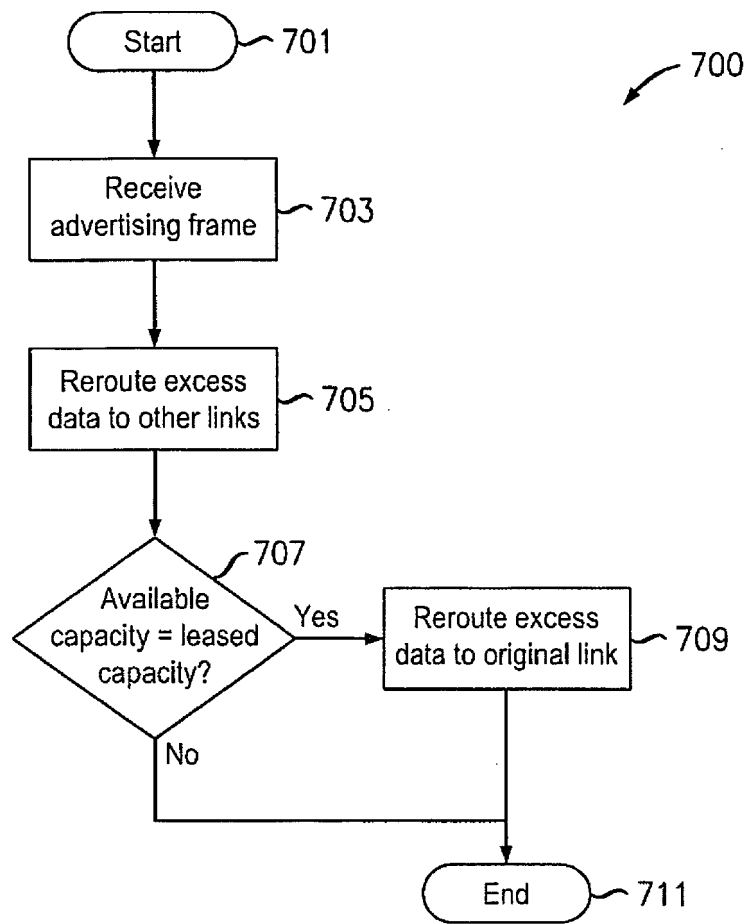 Start
701
700
Receive
advertising frame
703
Reroute excess
data to other links
705
707
Available
capacity = leased
capacity?
Yes
Reroute excess
data to original link
709
No
End
711